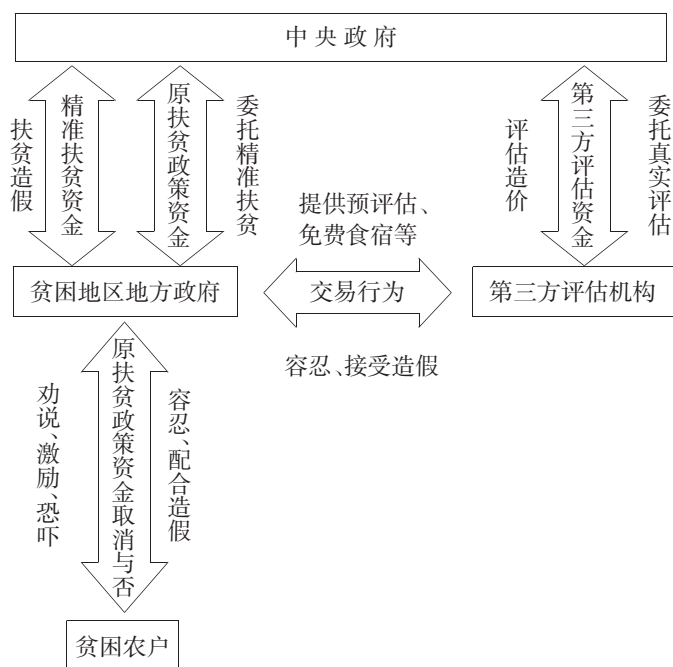 中央政府
扶贫造假
精准扶贫资金
原扶贫政策资金
委托精准扶贫
评估造价
第三方评估资金
委托真实评估
提供预评估、
免费食宿等
贫困地区地方政府
交易行为
第三方评估机构
容忍、接受造假
劝说、激励、恐吓
原扶贫政策资金取消与否
容忍、配合造假
贫困农户